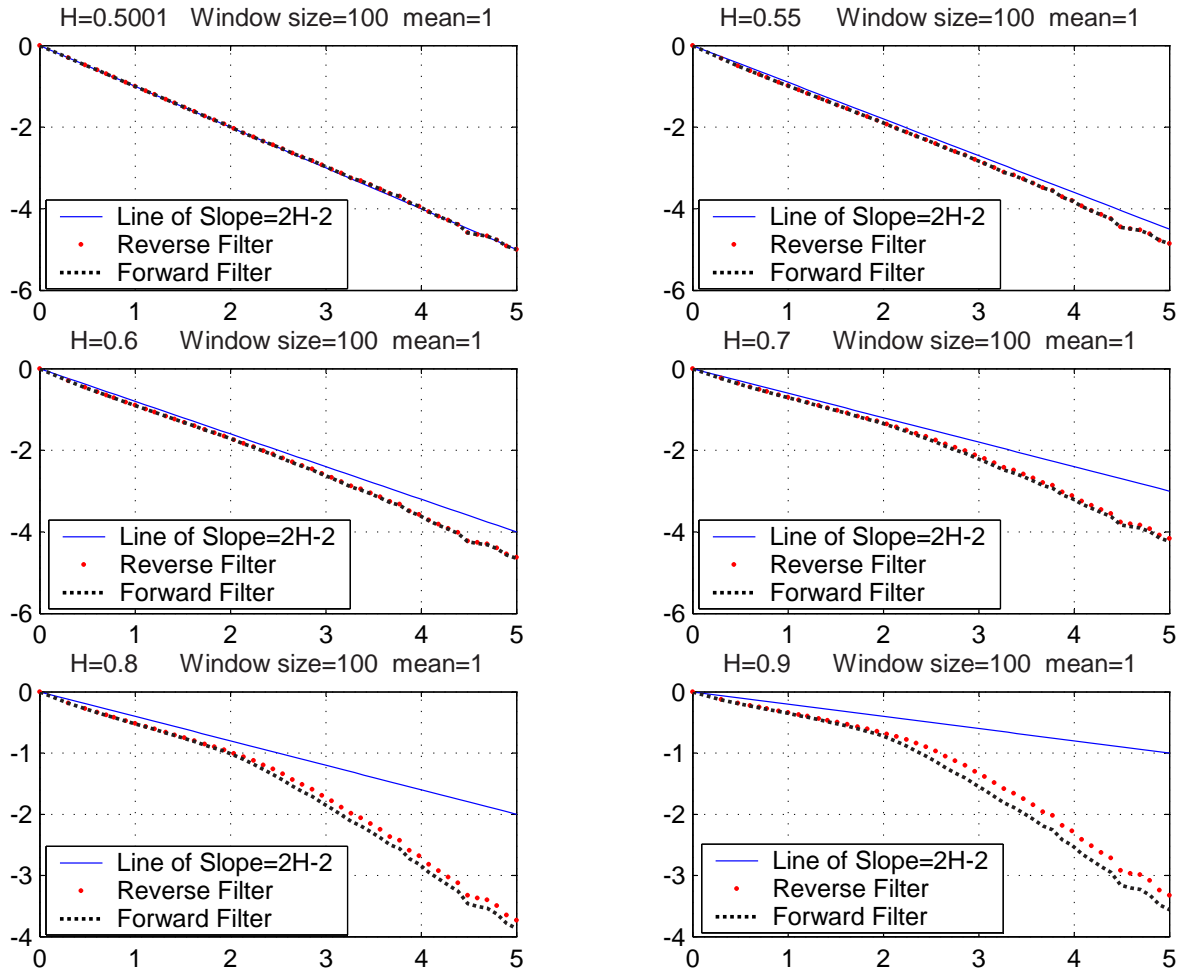 H=0.5001 Window size=100 mean=1
0
-2
-4
-6
Line of Slope=2H-2
Reverse Filter
Forward Filter
0 1 2 3 4 5
H=0.55 Window size=100 mean=1
0
-2
-4
-6
Line of Slope=2H-2
Reverse Filter
Forward Filter
0 1 2 3 4 5
H=0.6 Window size=100 mean=1
0
-2
-4
-6
Line of Slope=2H-2
Reverse Filter
Forward Filter
0 1 2 3 4 5
H=0.7 Window size=100 mean=1
0
-2
-4
-6
Line of Slope=2H-2
Reverse Filter
Forward Filter
0 1 2 3 4 5
H=0.8 Window size=100 mean=1
0
-1
-2
-3
-4
Line of Slope=2H-2
Reverse Filter
Forward Filter
0 1 2 3 4 5
H=0.9 Window size=100 mean=1
0
-1
-2
-3
-4
Line of Slope=2H-2
Reverse Filter
Forward Filter
0 1 2 3 4 5